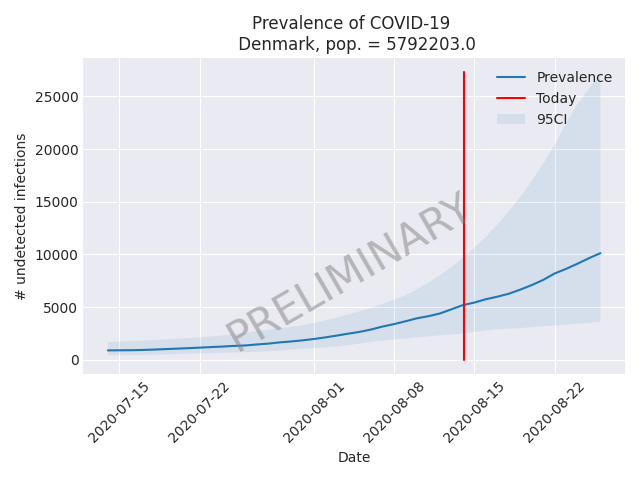 Prevalence of COVID-19
Denmark, pop. = 5792203.0
# undetected infections
25000
20000
15000
10000
5000
0
Prevalence
Today
95CI
PRELIMINARY
2020-07-15
2020-07-22
2020-08-01
2020-08-08
2020-08-15
2020-08-22
Date